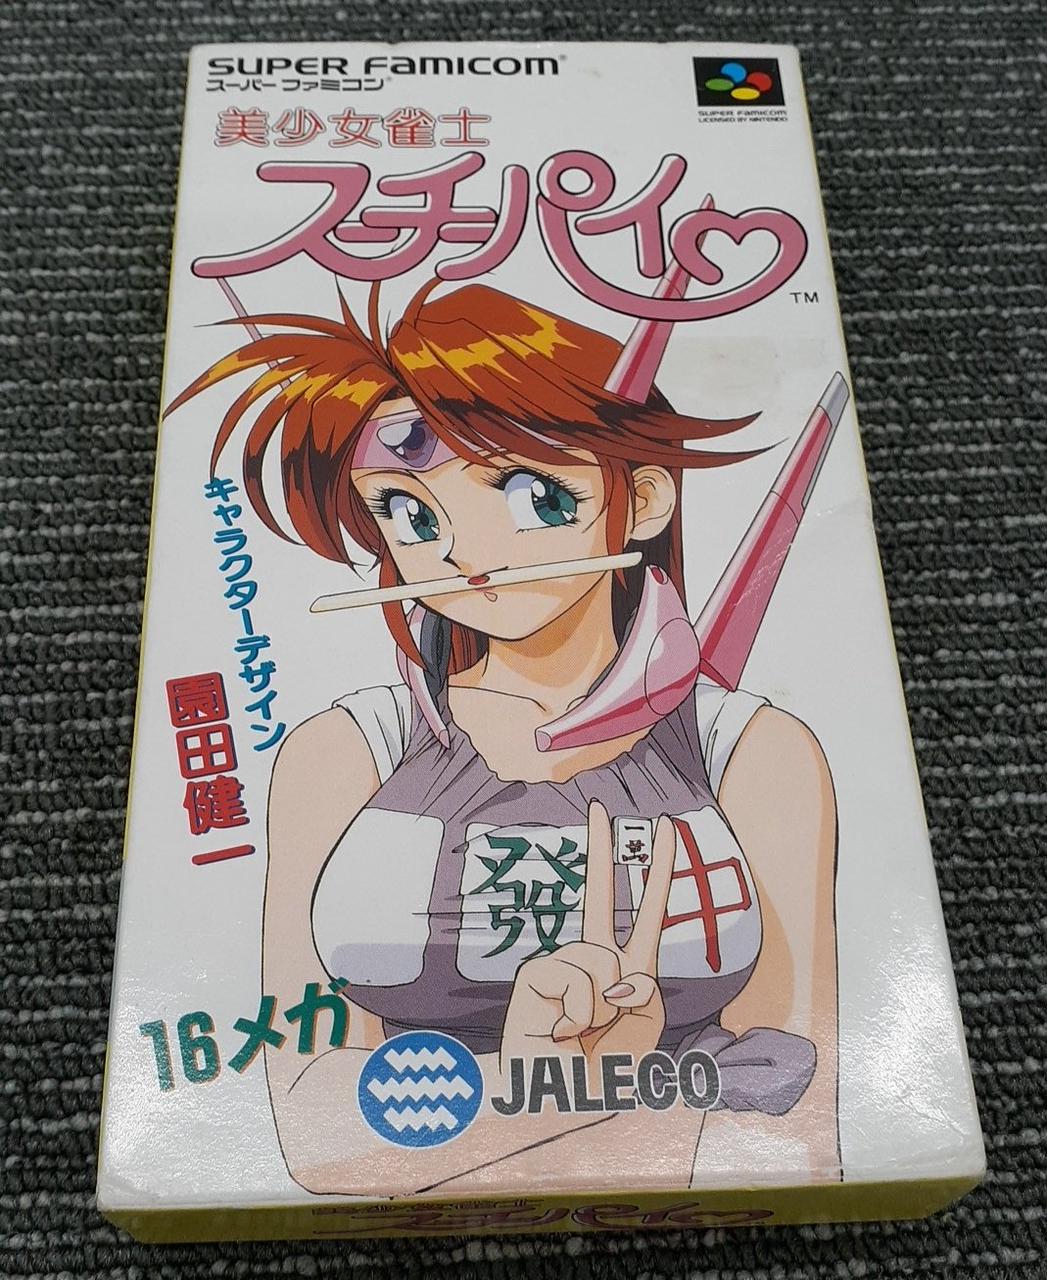 SUPER FAMICOM®
スーパーファミコン®
SUPER FAMICOM
LICENSED BY NINTENDO
美少女雀士
スーチーパイ
TM
キャラクターデザイン
園田健一
發
一萬
中
16メガ
JALECO
美少女雀士
スーチーパイ